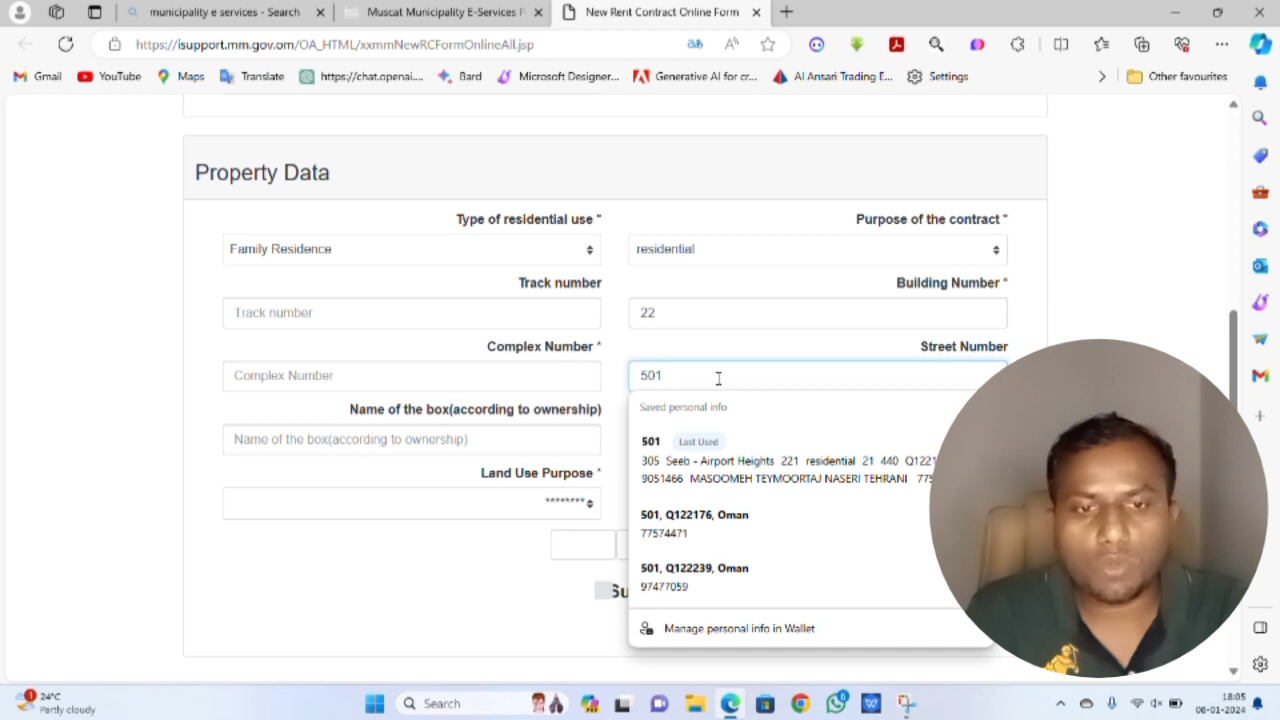 municipality e services - Search
Muscat Municipality E-Services P
New Rent Contract Online Form
https://isupport.mm.gov.om/OA_HTML/xxmmNewRCFormOnlineAll.jsp
Gmail
YouTube
Maps
Translate
https://chat.openai....
Bard
Microsoft Designer...
Generative AI for cr...
Al Ansari Trading E...
Settings
Other favourites
Property Data
Type of residential use *
Purpose of the contract *
Family Residence
residential
Track number
Building Number *
Track number
22
Complex Number *
Street Number
Complex Number
501
Name of the box(according to ownership)
Saved personal info
Name of the box(according to ownership)
501 Last Used
305 Seeb - Airport Heights 221 residential 21 440 Q1221
Land Use Purpose *
9051466 MASOOMEH TEYMOORTAJ NASERI TEHRANI 775
********
501, Q122176, Oman
77574471
501, Q122239, Oman
97477059
Su
Manage personal info in Wallet
1
24°C
Partly cloudy
Search
6
18:05
08-01-2024